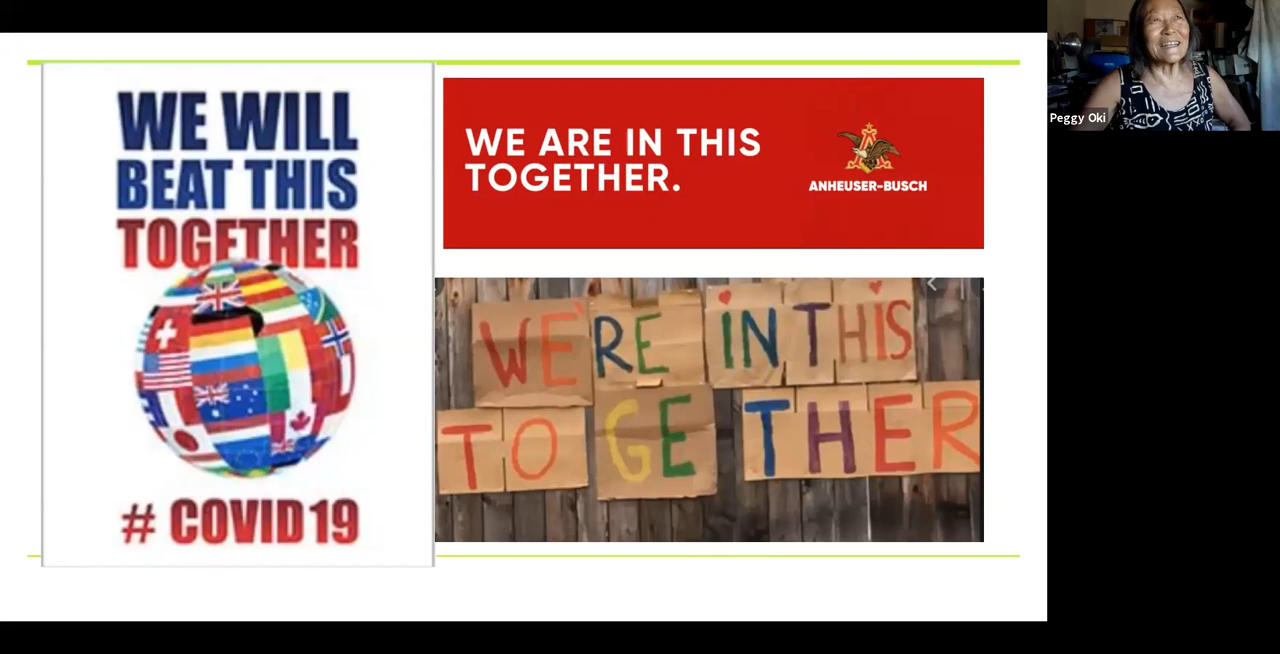 WE WILL
BEAT THIS
TOGETHER
# COVID19
WE ARE IN THIS
TOGETHER.
ANHEUSER-BUSCH
WE'RE IN THIS
TOGETHER
Peggy Oki